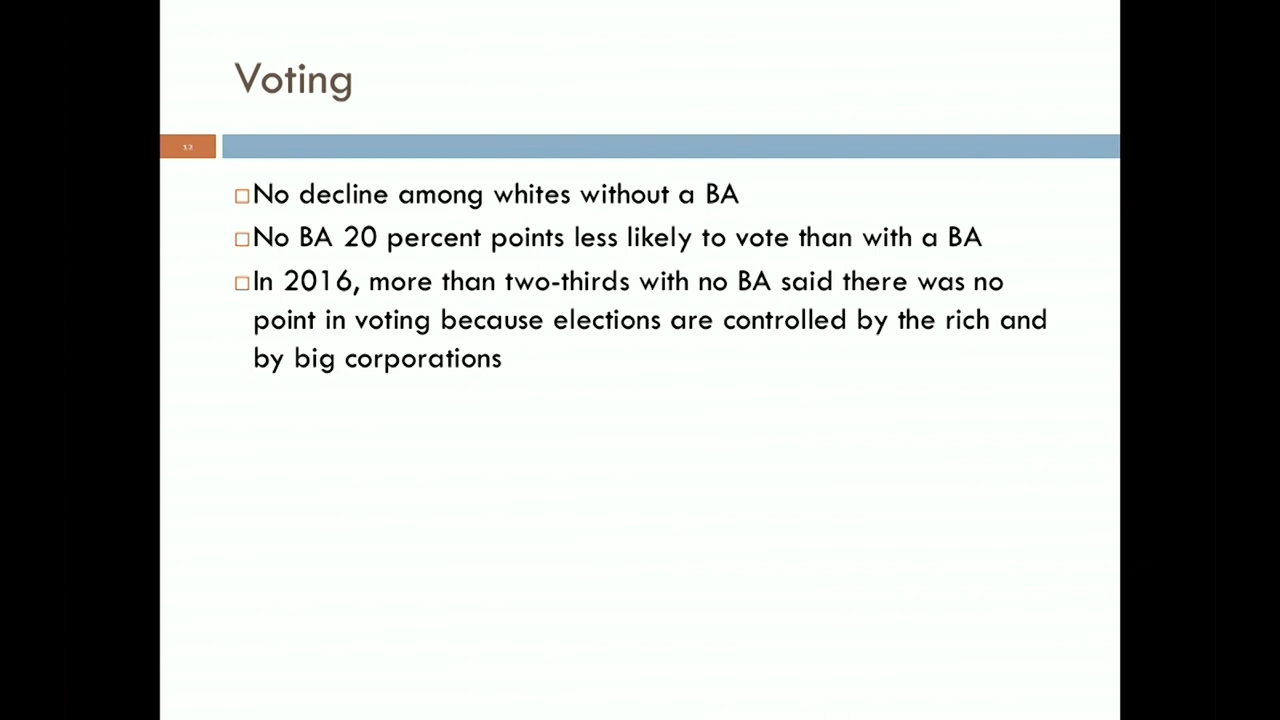 Voting
No decline among whites without a BA
No BA 20 percent points less likely to vote than with a BA
In 2016, more than two-thirds with no BA said there was no
point in voting because elections are controlled by the rich and
by big corporations